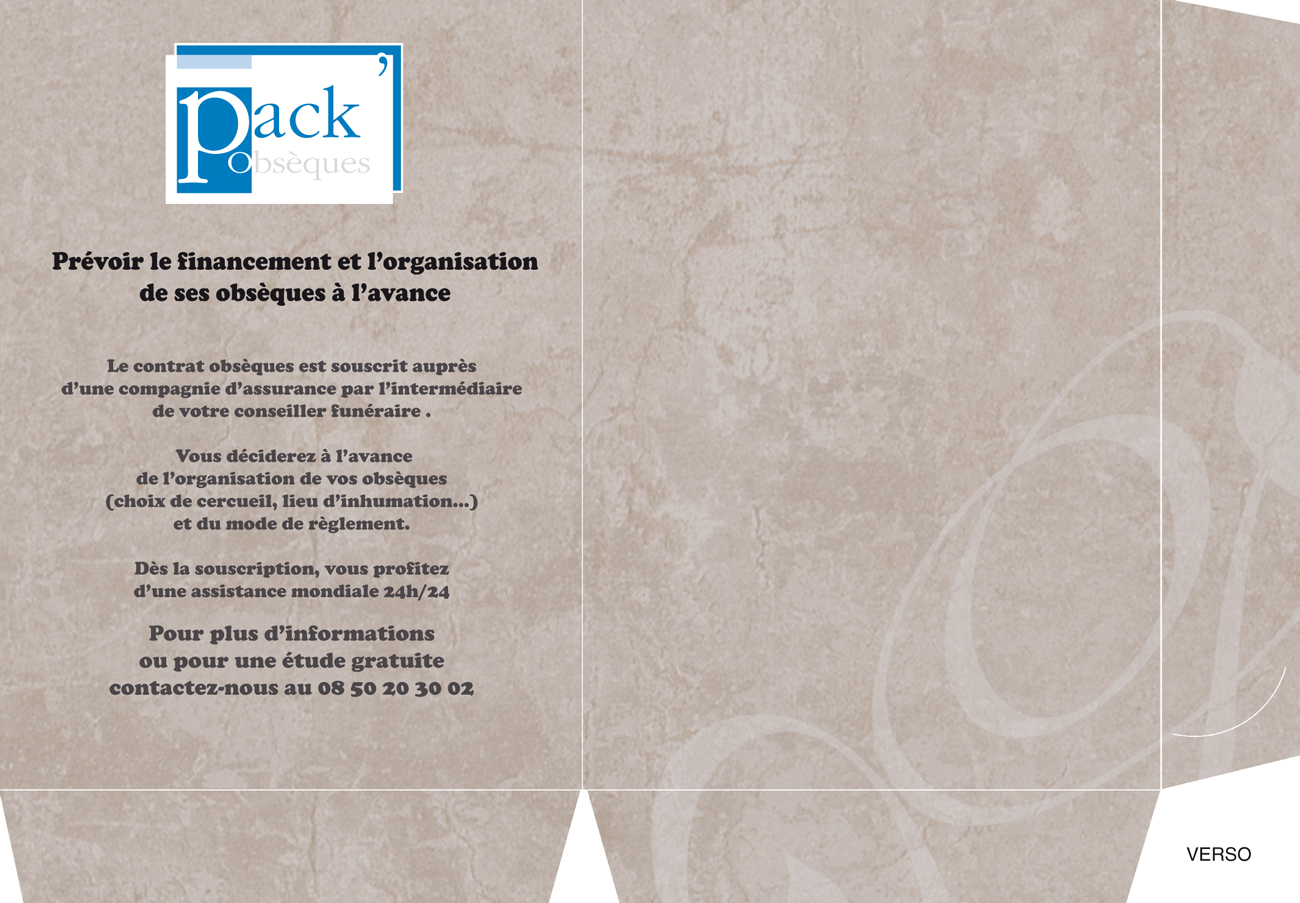 ’
pack
obsèques
Prévoir le financement et l’organisation
de ses obsèques à l’avance
Le contrat obsèques est souscrit auprès
d’une compagnie d’assurance par l’intermédiaire
de votre conseiller funéraire .
Vous déciderez à l’avance
de l’organisation de vos obsèques
(choix de cercueil, lieu d’inhumation...)
et du mode de règlement.
Dès la souscription, vous profitez
d’une assistance mondiale 24h/24
Pour plus d’informations
ou pour une étude gratuite
contactez-nous au 08 50 20 30 02
VERSO